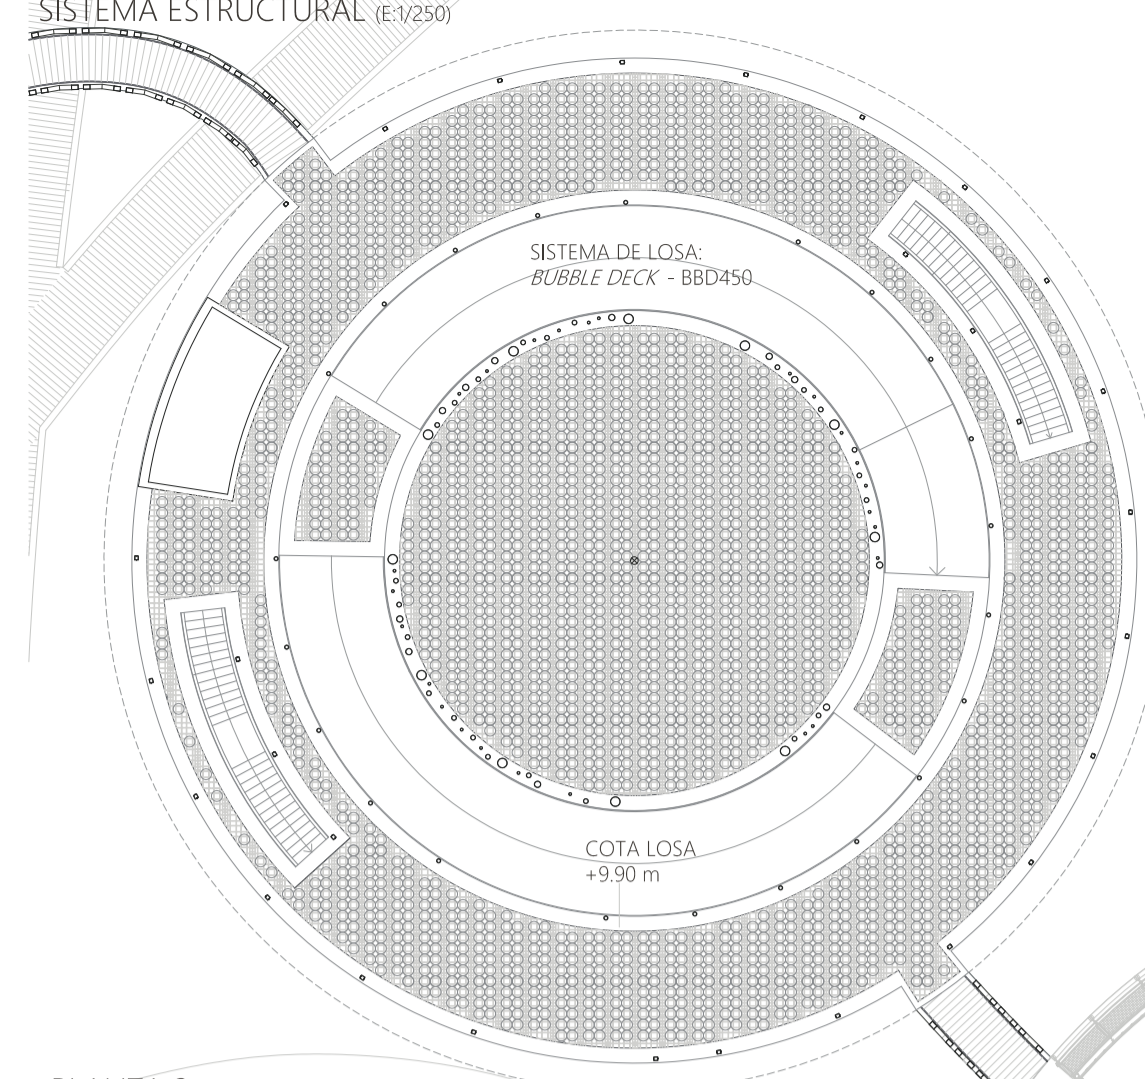 SISTEMA ESTRUCTURAL (E:1/250)
SISTEMA DE LOSA:
BUBBLE DECK - BBD450
COTA LOSA
+9.90 m